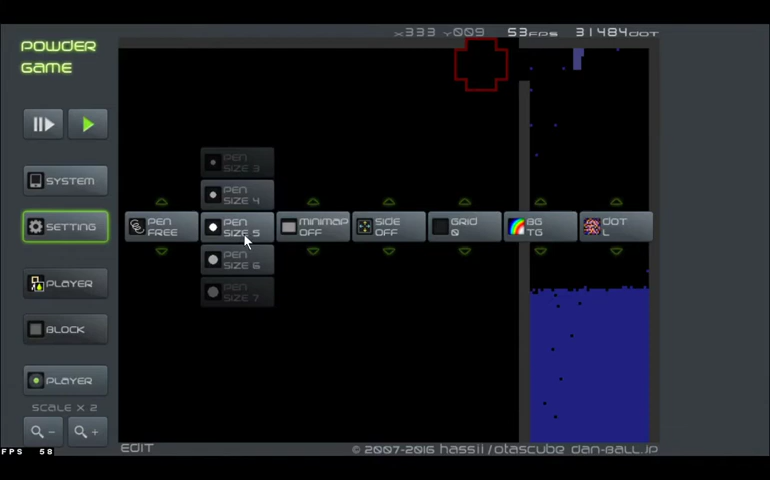 X333 Y009 53FPS 31484DOT
POWDER
GAME
SYSTEM
SETTING
PLAYER
BLOCK
PLAYER
SCALE X 2
FPS 58
PEN
SIZE 3
PEN
SIZE 4
PEN
FREE
PEN
SIZE 5
MINIMAP
OFF
SIDE
OFF
GRID
0
BG
TG
DOT
L
PEN
SIZE 6
PEN
SIZE 7
EDIT
© 2007-2016 HA55II/OTASCUBE DAN-BALL.JP